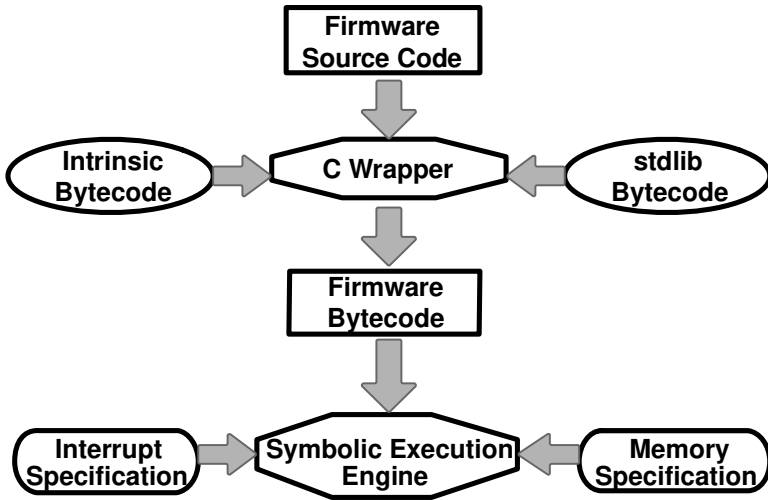 Firmware
Source Code
Intrinsic
Bytecode
C Wrapper
stdlib
Bytecode
Firmware
Bytecode
Interrupt
Specification
Symbolic Execution
Engine
Memory
Specification